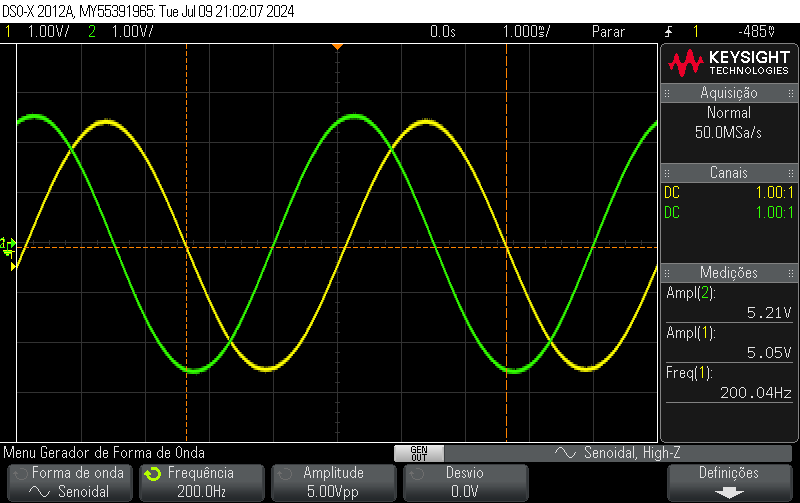 DSO-X 2012A, MY55391965: Tue Jul 09 21:02:07 2024
1 1.00V/ 2 1.00V/ 0.0s 1.000s/ Parar 1 -485V
KEYSIGHT
TECHNOLOGIES
Aquisição
Normal
50.0MSa/s
Canais
DC 1.00:1
DC 1.00:1
Medições
Ampl(2):
5.21V
Ampl(1):
5.05V
Freq(1):
200.04Hz
Menu Gerador de Forma de Onda
GEN
OUT
Senoidal, High-Z
Forma de onda
Senoidal
Frequência
200.0Hz
Amplitude
5.00Vpp
Desvio
0.0V
Definições